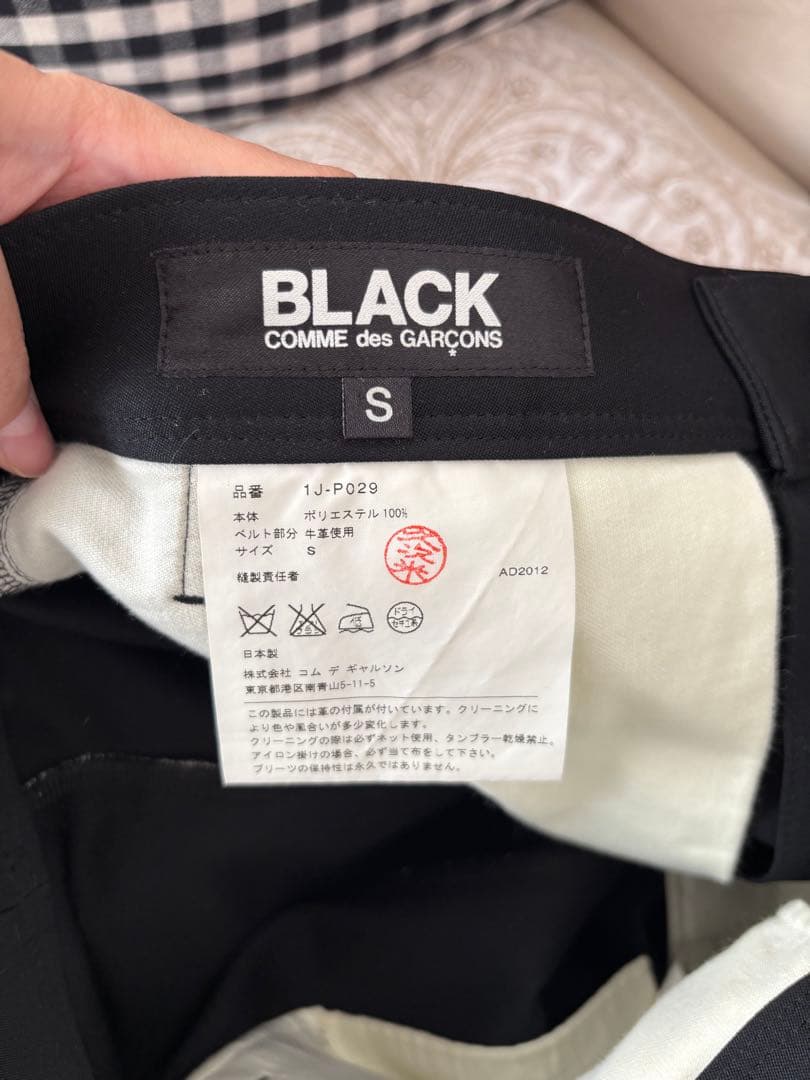 BLACK
COMME des GARÇONS
S
品番 1J-P029
本体 ポリエステル100%
ベルト部分 牛革使用
サイズ S
縫製責任者
AD2012
ドライ
セキユ系
日本製
株式会社 コム デ ギャルソン
東京都港区南青山5-11-5
この製品には革の付属が付いています。クリーニングに
より色や風合いが多少変化します。
クリーニングの際は必ずネット使用、タンブラー乾燥禁止。
アイロン掛けの場合、必ず当て布をして下さい。
プリーツの保持性は永久ではありません。